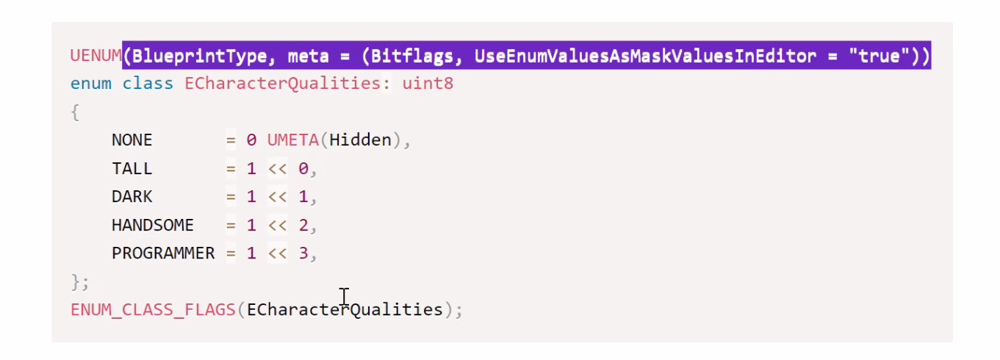 UENUM(BlueprintType, meta = (Bitflags, UseEnumValuesAsMaskValuesInEditor = "true"))
enum class ECharacterQualities: uint8
{
    NONE       = 0 UMETA(Hidden),
    TALL       = 1 << 0,
    DARK       = 1 << 1,
    HANDSOME   = 1 << 2,
    PROGRAMMER = 1 << 3,
};
ENUM_CLASS_FLAGS(ECharacterQualities);